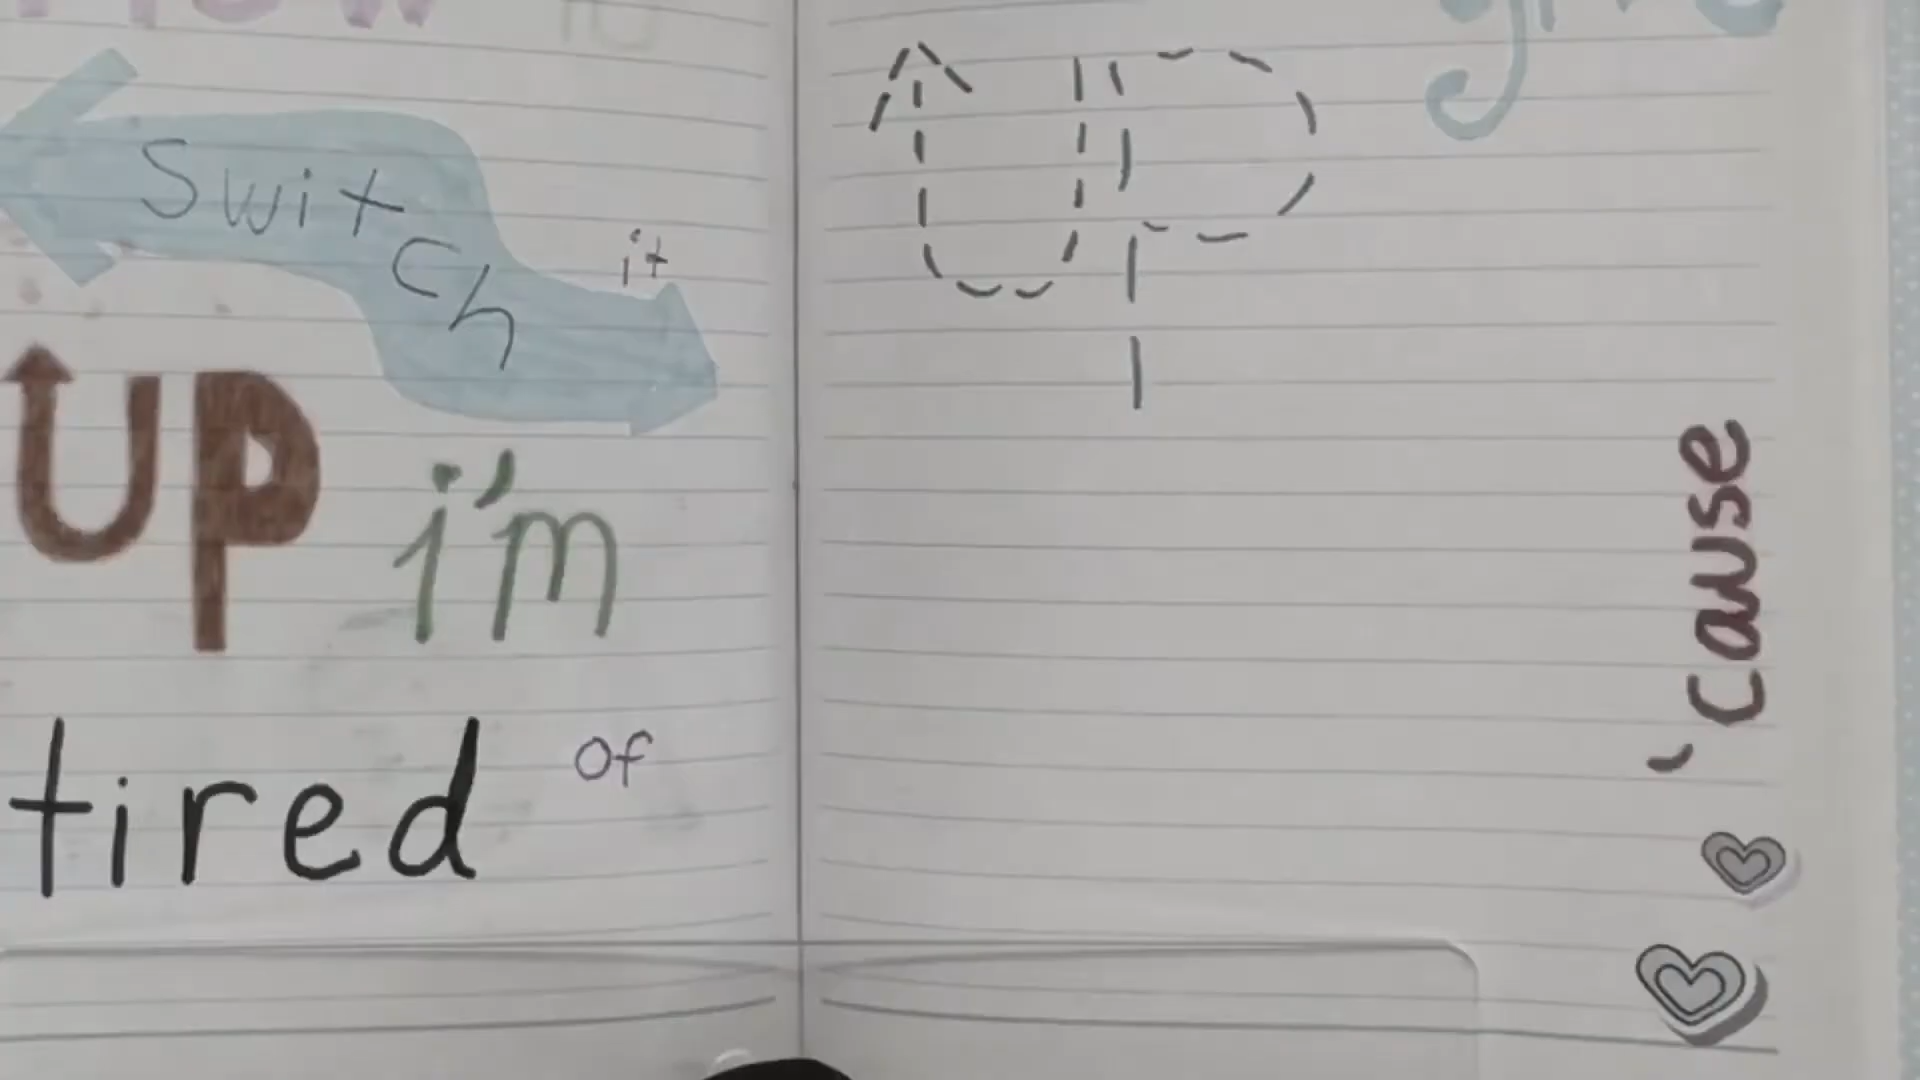 Switch
it
UP i'm
tired of
UP
'cause